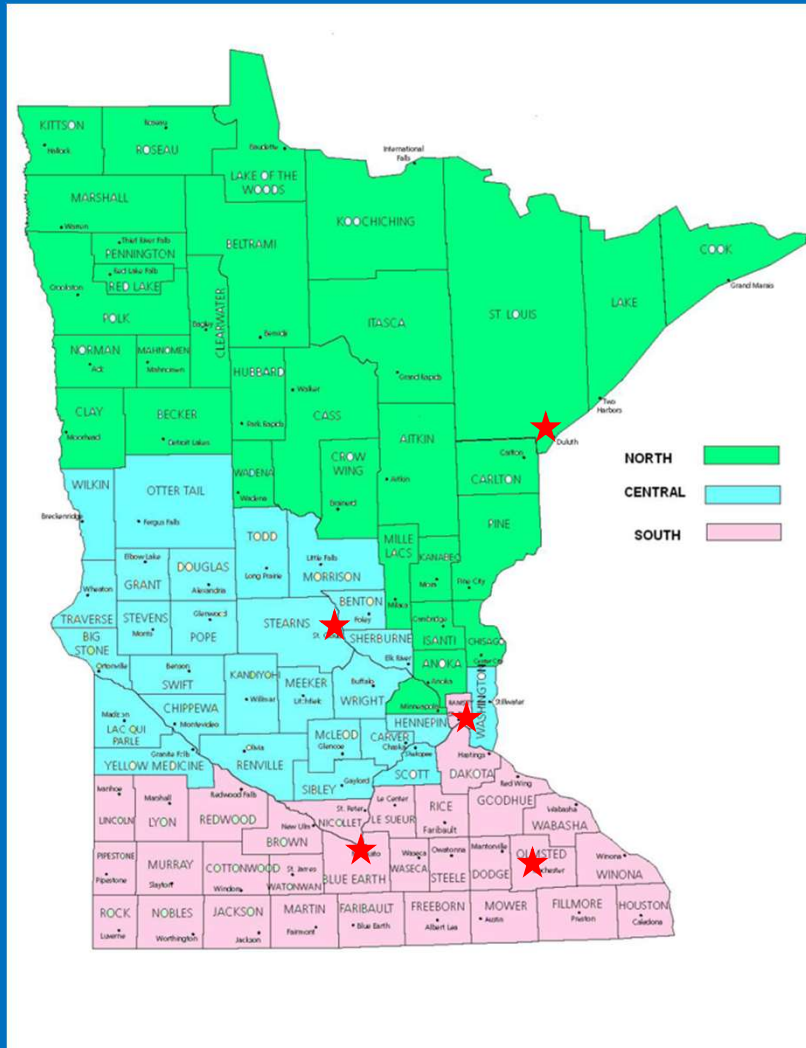 KITTSON
Hallock
Roseau
ROSEAU
Baudette
LAKE OF THE
WOODS
International
Falls
MARSHALL
Warren
Thief River Falls
PENNINGTON
Red Lake Falls
RED LAKE
Crookston
POLK
BELTRAMI
Bemidji
CLEARWATER
Bagley
KOOCHICHING
ITASCA
Grand Rapids
ST. LOUIS
LAKE
COOK
Grand Marais
Two
Harbors
NORMAN
Ada
MAHNOMEN
Mahnomen
HUBBARD
Park Rapids
Walker
CASS
CLAY
Moorhead
BECKER
Detroit Lakes
WADENA
Wadena
CROW
WING
Brainerd
AITKIN
Aitkin
Duluth
Carlton
CARLTON
PINE
Pine City
NORTH
CENTRAL
SOUTH
WILKIN
Breckenridge
OTTER TAIL
Fergus Falls
TODD
Long Prairie
Little Falls
MORRISON
MILLE
LACS
Milaca
KANABEC
Mora
Elbow Lake
GRANT
DOUGLAS
Alexandria
Wheaton
TRAVERSE
STEVENS
Morris
Glenwood
POPE
STEARNS
BENTON
Foley
SHERBURNE
Elk River
Cambridge
ISANTI
CHISAGO
Center City
ANOKA
Anoka
BIG
STONE
Ortonville
Benson
SWIFT
KANDIYOHI
Willmar
MEEKER
Litchfield
Buffalo
WRIGHT
Minneapolis
HENNEPIN
WASHINGTON
Stillwater
CHIPPEWA
Montevideo
Madison
LAC QUI
PARLE
Granite Falls
YELLOW MEDICINE
Olivia
RENVILLE
McLEOD
Glencoe
CARVER
Chaska
Shakopee
SCOTT
Hastings
DAKOTA
SIBLEY
Gaylord
Ivanhoe
LINCOLN
Marshall
LYON
Redwood Falls
REDWOOD
New Ulm
BROWN
St. Peter
NICOLLET
Le Center
LE SUEUR
RICE
Faribault
Red Wing
GOODHUE
Wabasha
WABASHA
PIPESTONE
Pipestone
MURRAY
Slayton
COTTONWOOD
Windom
St. James
WATONWAN
BLUE EARTH
Waseca
WASECA
Owatonna
STEELE
Mantorville
DODGE
OLMSTED
Winona
WINONA
ROCK
Luverne
NOBLES
Worthington
JACKSON
Jackson
MARTIN
Fairmont
FARIBAULT
Blue Earth
FREEBORN
Albert Lea
MOWER
Austin
FILLMORE
Preston
HOUSTON
Caledonia